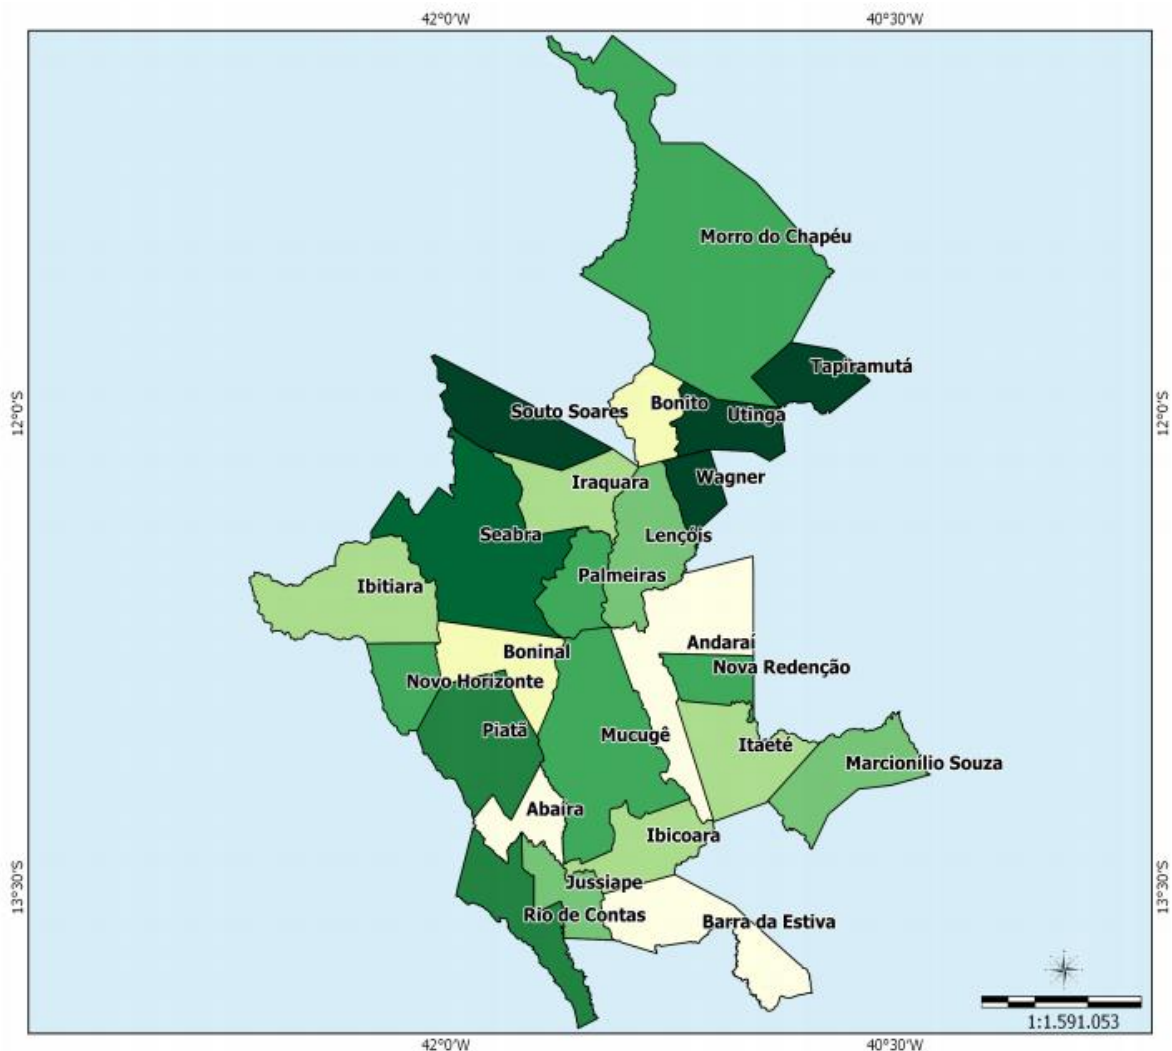 42°0'W 40°30'W
Morro do Chapéu
Tapiramutá
Bonito
Souto Soares
Utinga
12°0'S 12°0'S
Wagner
Iraquara
Seabra
Lençóis
Palmeiras
Ibitiara
Andaraí
Boninal
Nova Redenção
Novo Horizonte
Piatã
Mucugê
Itaeté
Marcionílio Souza
Abaíra
Ibicoara
Jussiape
13°30'S 13°30'S
Rio de Contas
Barra da Estiva
1:1.591.053
42°0'W 40°30'W